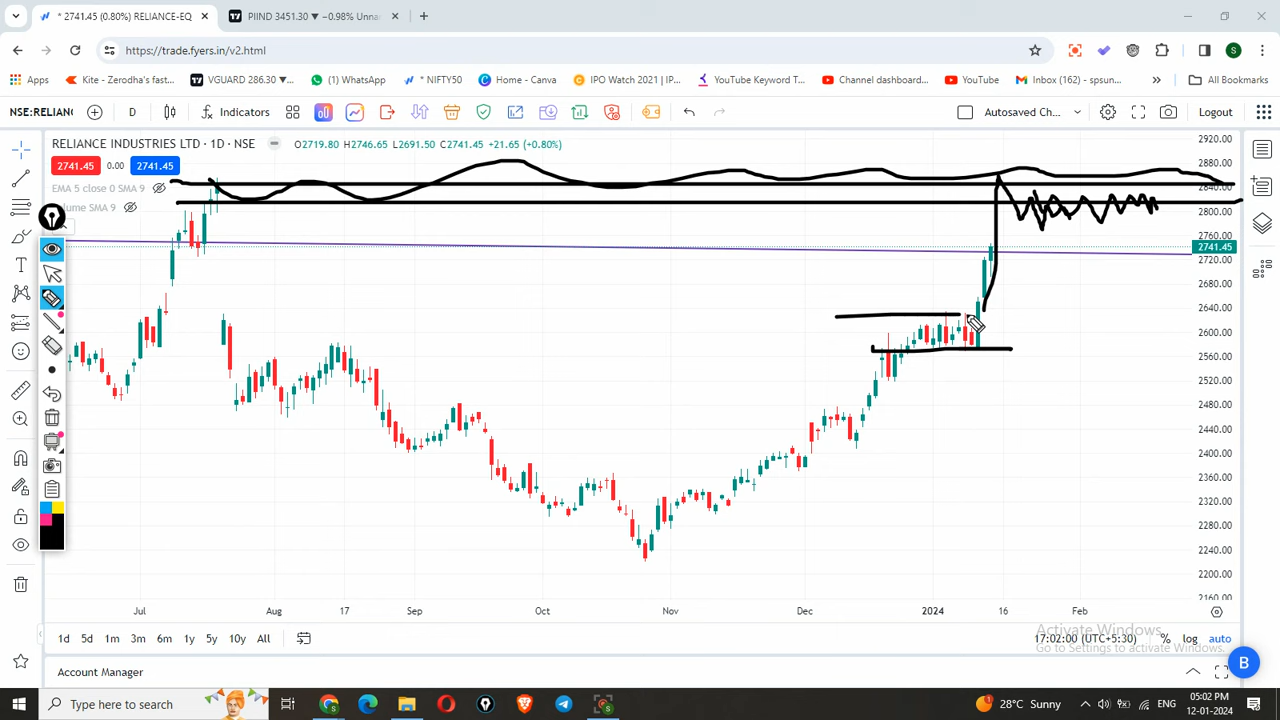 * 2741.45 (0.80%) RELIANCE-EQ
PIIND 3451.30 ▼ −0.98% Unna
https://trade.fyers.in/v2.html
S
Apps
Kite - Zerodha's fast...
VGUARD 286.30 ▼...
(1) WhatsApp
* NIFTY50
Home - Canva
IPO Watch 2021 | IP...
YouTube Keyword T...
Channel dashboard...
YouTube
Inbox (162) - spsun...
All Bookmarks
NSE:RELIANC
D
Indicators
Autosaved Ch...
Logout
RELIANCE INDUSTRIES LTD · 1D · NSE
O2719.80 H2746.65 L2691.50 C2741.45 +21.65 (+0.80%)
2741.45 0.00 2741.45
EMA 5 close 0 SMA 9
Volume SMA 9
2920.00
2880.00
2840.00
2800.00
2760.00
2741.45
2720.00
2680.00
2640.00
2600.00
2560.00
2520.00
2480.00
2440.00
2400.00
2360.00
2320.00
2280.00
2240.00
2200.00
2160.00
Jul Aug 17 Sep Oct Nov Dec 2024 16 Feb
Activate Windows
Go to Settings to activate Windows.
1d 5d 1m 3m 6m 1y 5y 10y All
17:02:00 (UTC+5:30) % log auto
Account Manager
B
Type here to search
28°C Sunny
ENG
05:02 PM
12-01-2024